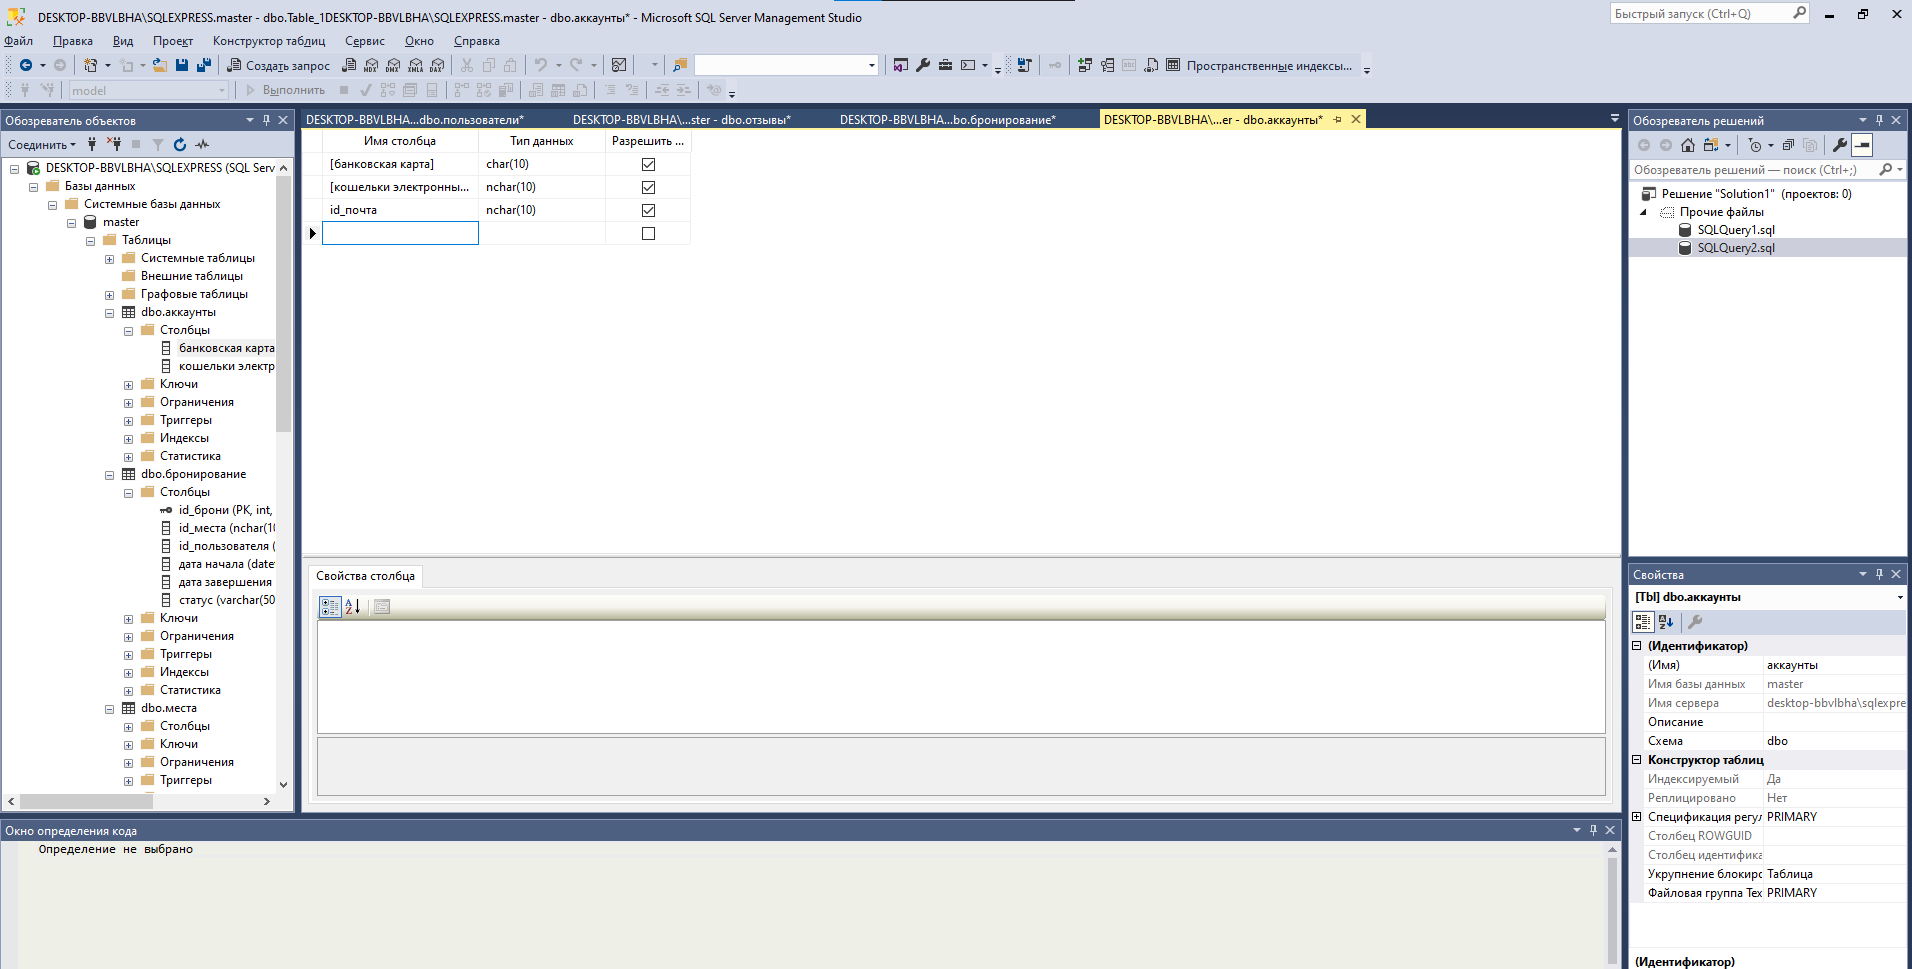 DESKTOP-BBVLBHA\SQLEXPRESS.master - dbo.Table_1DESKTOP-BBVLBHA\SQLEXPRESS.master - dbo.аккаунты* - Microsoft SQL Server Management Studio
Быстрый запуск (Ctrl+Q)
Файл Правка Вид Проект Конструктор таблиц Сервис Окно Справка
Создать запрос
MDX DMX XMLA DAX
Пространственные индексы...
model
Выполнить
Обозреватель объектов
Соединить
DESKTOP-BBVLBHA\SQLEXPRESS (SQL Serv
Базы данных
Системные базы данных
master
Таблицы
Системные таблицы
Внешние таблицы
Графовые таблицы
dbo.аккаунты
Столбцы
банковская карта
кошельки электр
Ключи
Ограничения
Триггеры
Индексы
Статистика
dbo.бронирование
Столбцы
id_брони (PK, int,
id_места (nchar(10
id_пользователя (
дата начала (date
дата завершения
статус (varchar(50
Ключи
Ограничения
Триггеры
Индексы
Статистика
dbo.места
Столбцы
Ключи
Ограничения
Триггеры
DESKTOP-BBVLBHA...dbo.пользователи* DESKTOP-BBVLBHA\...ster - dbo.отзывы* DESKTOP-BBVLBHA...bo.бронирование* DESKTOP-BBVLBHA\...er - dbo.аккаунты*
Имя столбца Тип данных Разрешить ...
[банковская карта] char(10)
[кошельки электронны... nchar(10)
id_почта nchar(10)
Свойства столбца
Окно определения кода
Определение не выбрано
Обозреватель решений
Обозреватель решений — поиск (Ctrl+;)
Решение "Solution1" (проектов: 0)
Прочие файлы
SQLQuery1.sql
SQLQuery2.sql
Свойства
[Tbl] dbo.аккаунты
(Идентификатор)
(Имя) аккаунты
Имя базы данных master
Имя сервера desktop-bbvlbha\sqlexpre
Описание
Схема dbo
Конструктор таблиц
Индексируемый Да
Реплицировано Нет
Спецификация регул PRIMARY
Столбец ROWGUID
Столбец идентифика
Укрупнение блокиро Таблица
Файловая группа Tex PRIMARY
(Идентификатор)